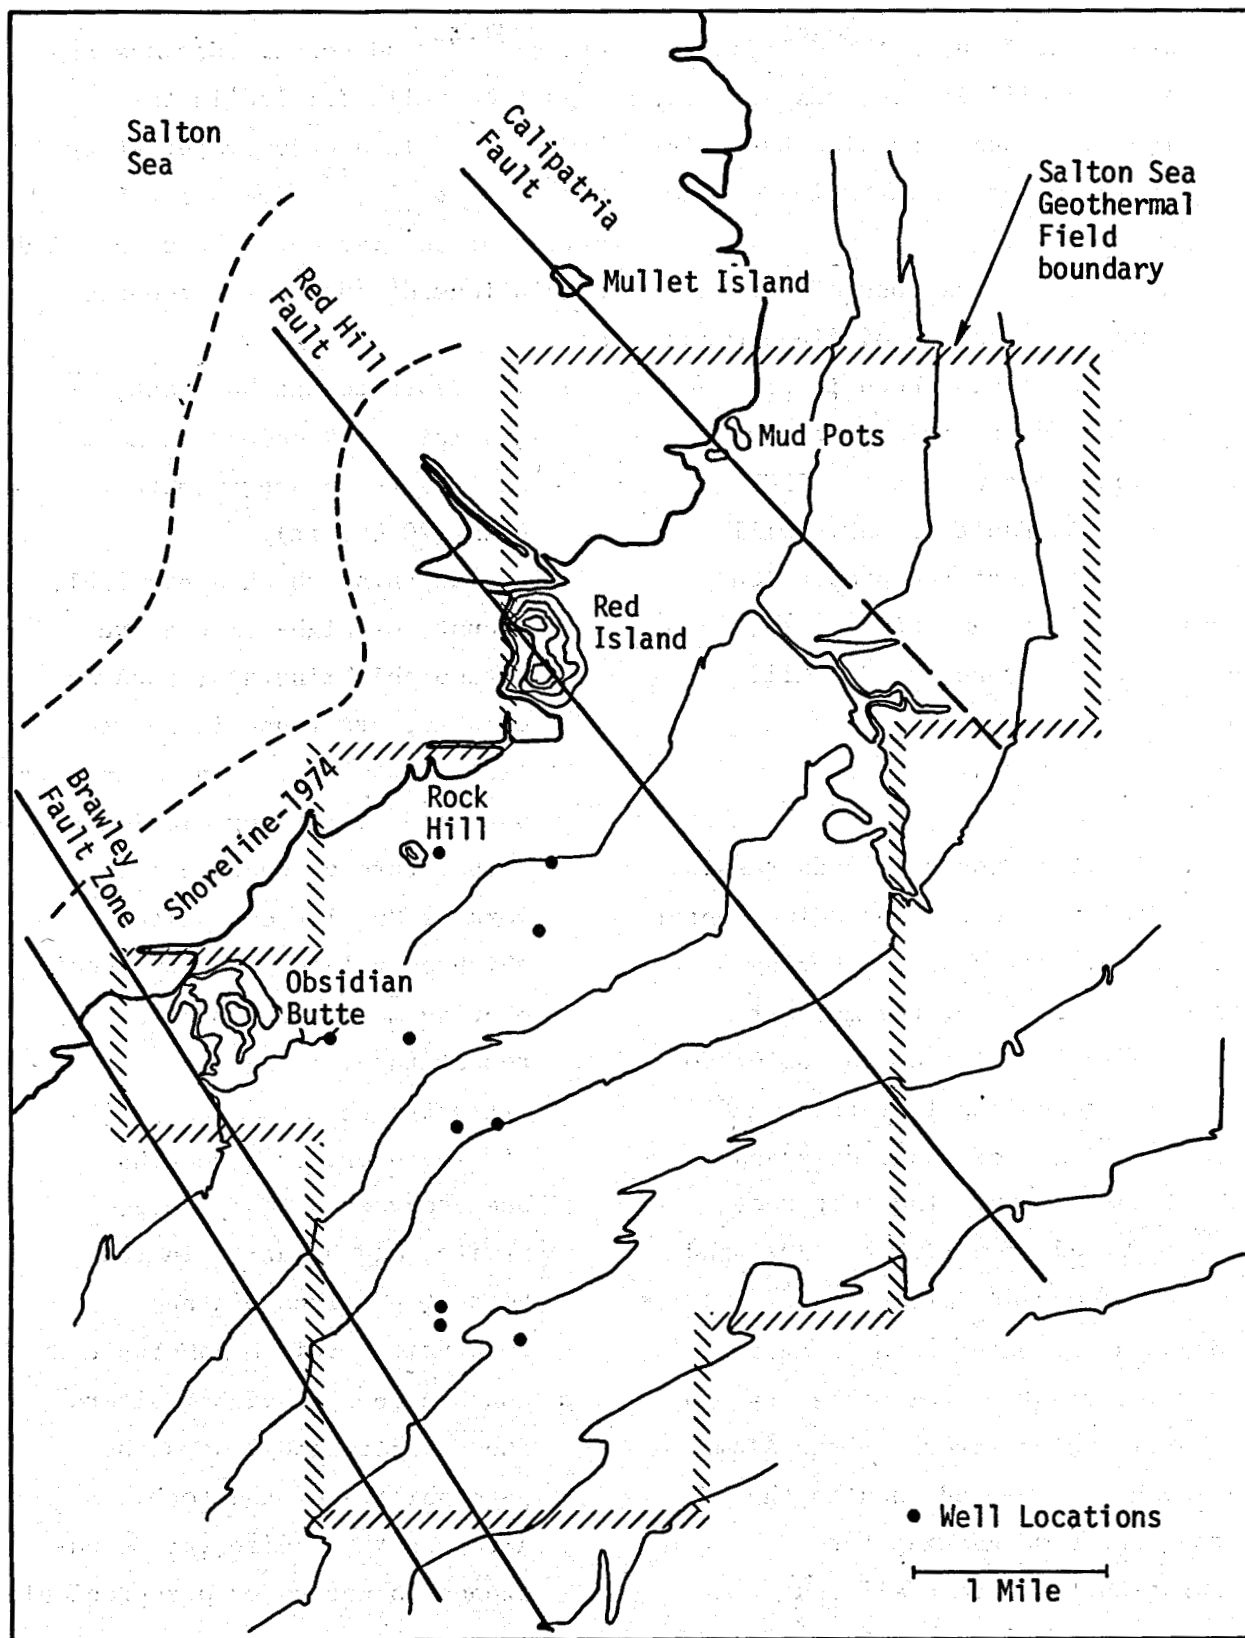 Salton
Sea
Calipatria
Fault
Salton Sea
Geothermal
Field
boundary
Mullet Island
Red Hill
Fault
Mud Pots
Red
Island
Brawley
Fault Zone
Shoreline-1974
Rock
Hill
Obsidian
Butte
Well Locations
1 Mile